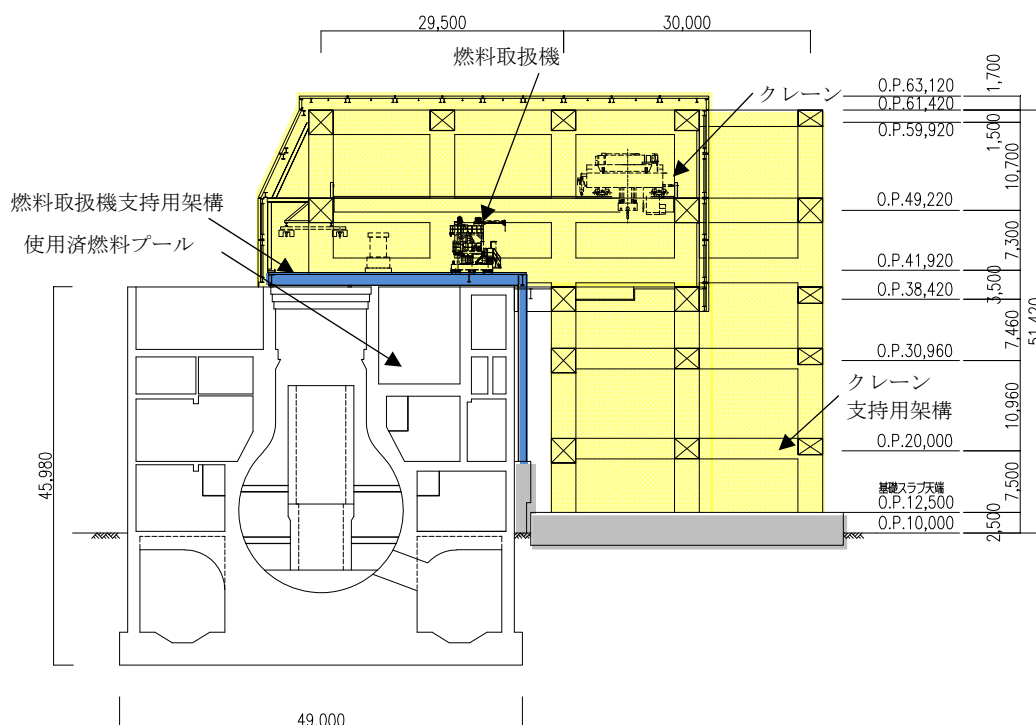 29,500
30,000
燃料取扱機
クレーン
O.P.63,120
1,700
O.P.61,420
O.P.59,920
1,500
10,700
燃料取扱機支持用架構
O.P.49,220
使用済燃料プール
7,300
O.P.41,920
3,500
O.P.38,420
7,460
51,420
O.P.30,960
クレーン
支持用架構
10,960
O.P.20,000
45,980
7,500
基礎スラブ天端
O.P.12,500
O.P.10,000
2,500
49,000